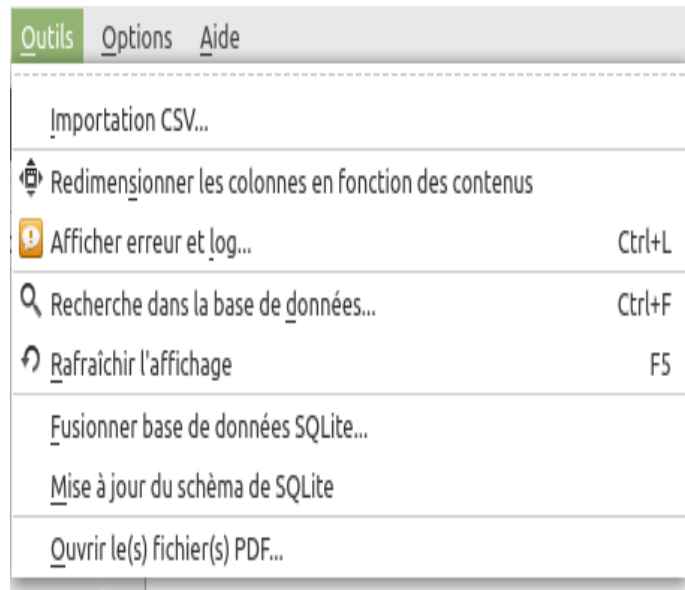 Outils Options Aide
Importation CSV...
Redimensionner les colonnes en fonction des contenus
Afficher erreur et log... Ctrl+L
Recherche dans la base de données... Ctrl+F
Rafraîchir l'affichage F5
Fusionner base de données SQLite...
Mise à jour du schèma de SQLite
Ouvrir le(s) fichier(s) PDF...